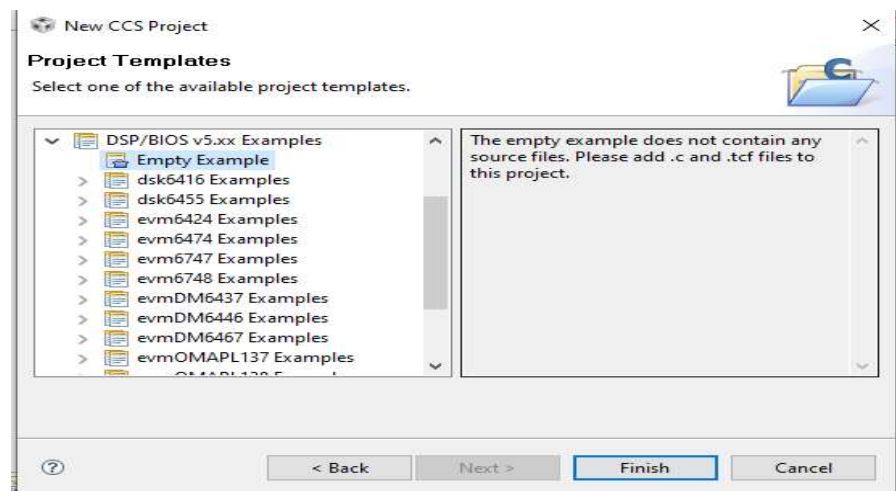 New CCS Project
Project Templates
Select one of the available project templates.
DSP/BIOS v5.xx Examples
Empty Example
dsk6416 Examples
dsk6455 Examples
evm6424 Examples
evm6474 Examples
evm6747 Examples
evm6748 Examples
evmDM6437 Examples
evmDM6446 Examples
evmDM6467 Examples
evmOMAPL137 Examples
The empty example does not contain any
source files. Please add .c and .tcf files to
this project.
< Back
Next >
Finish
Cancel